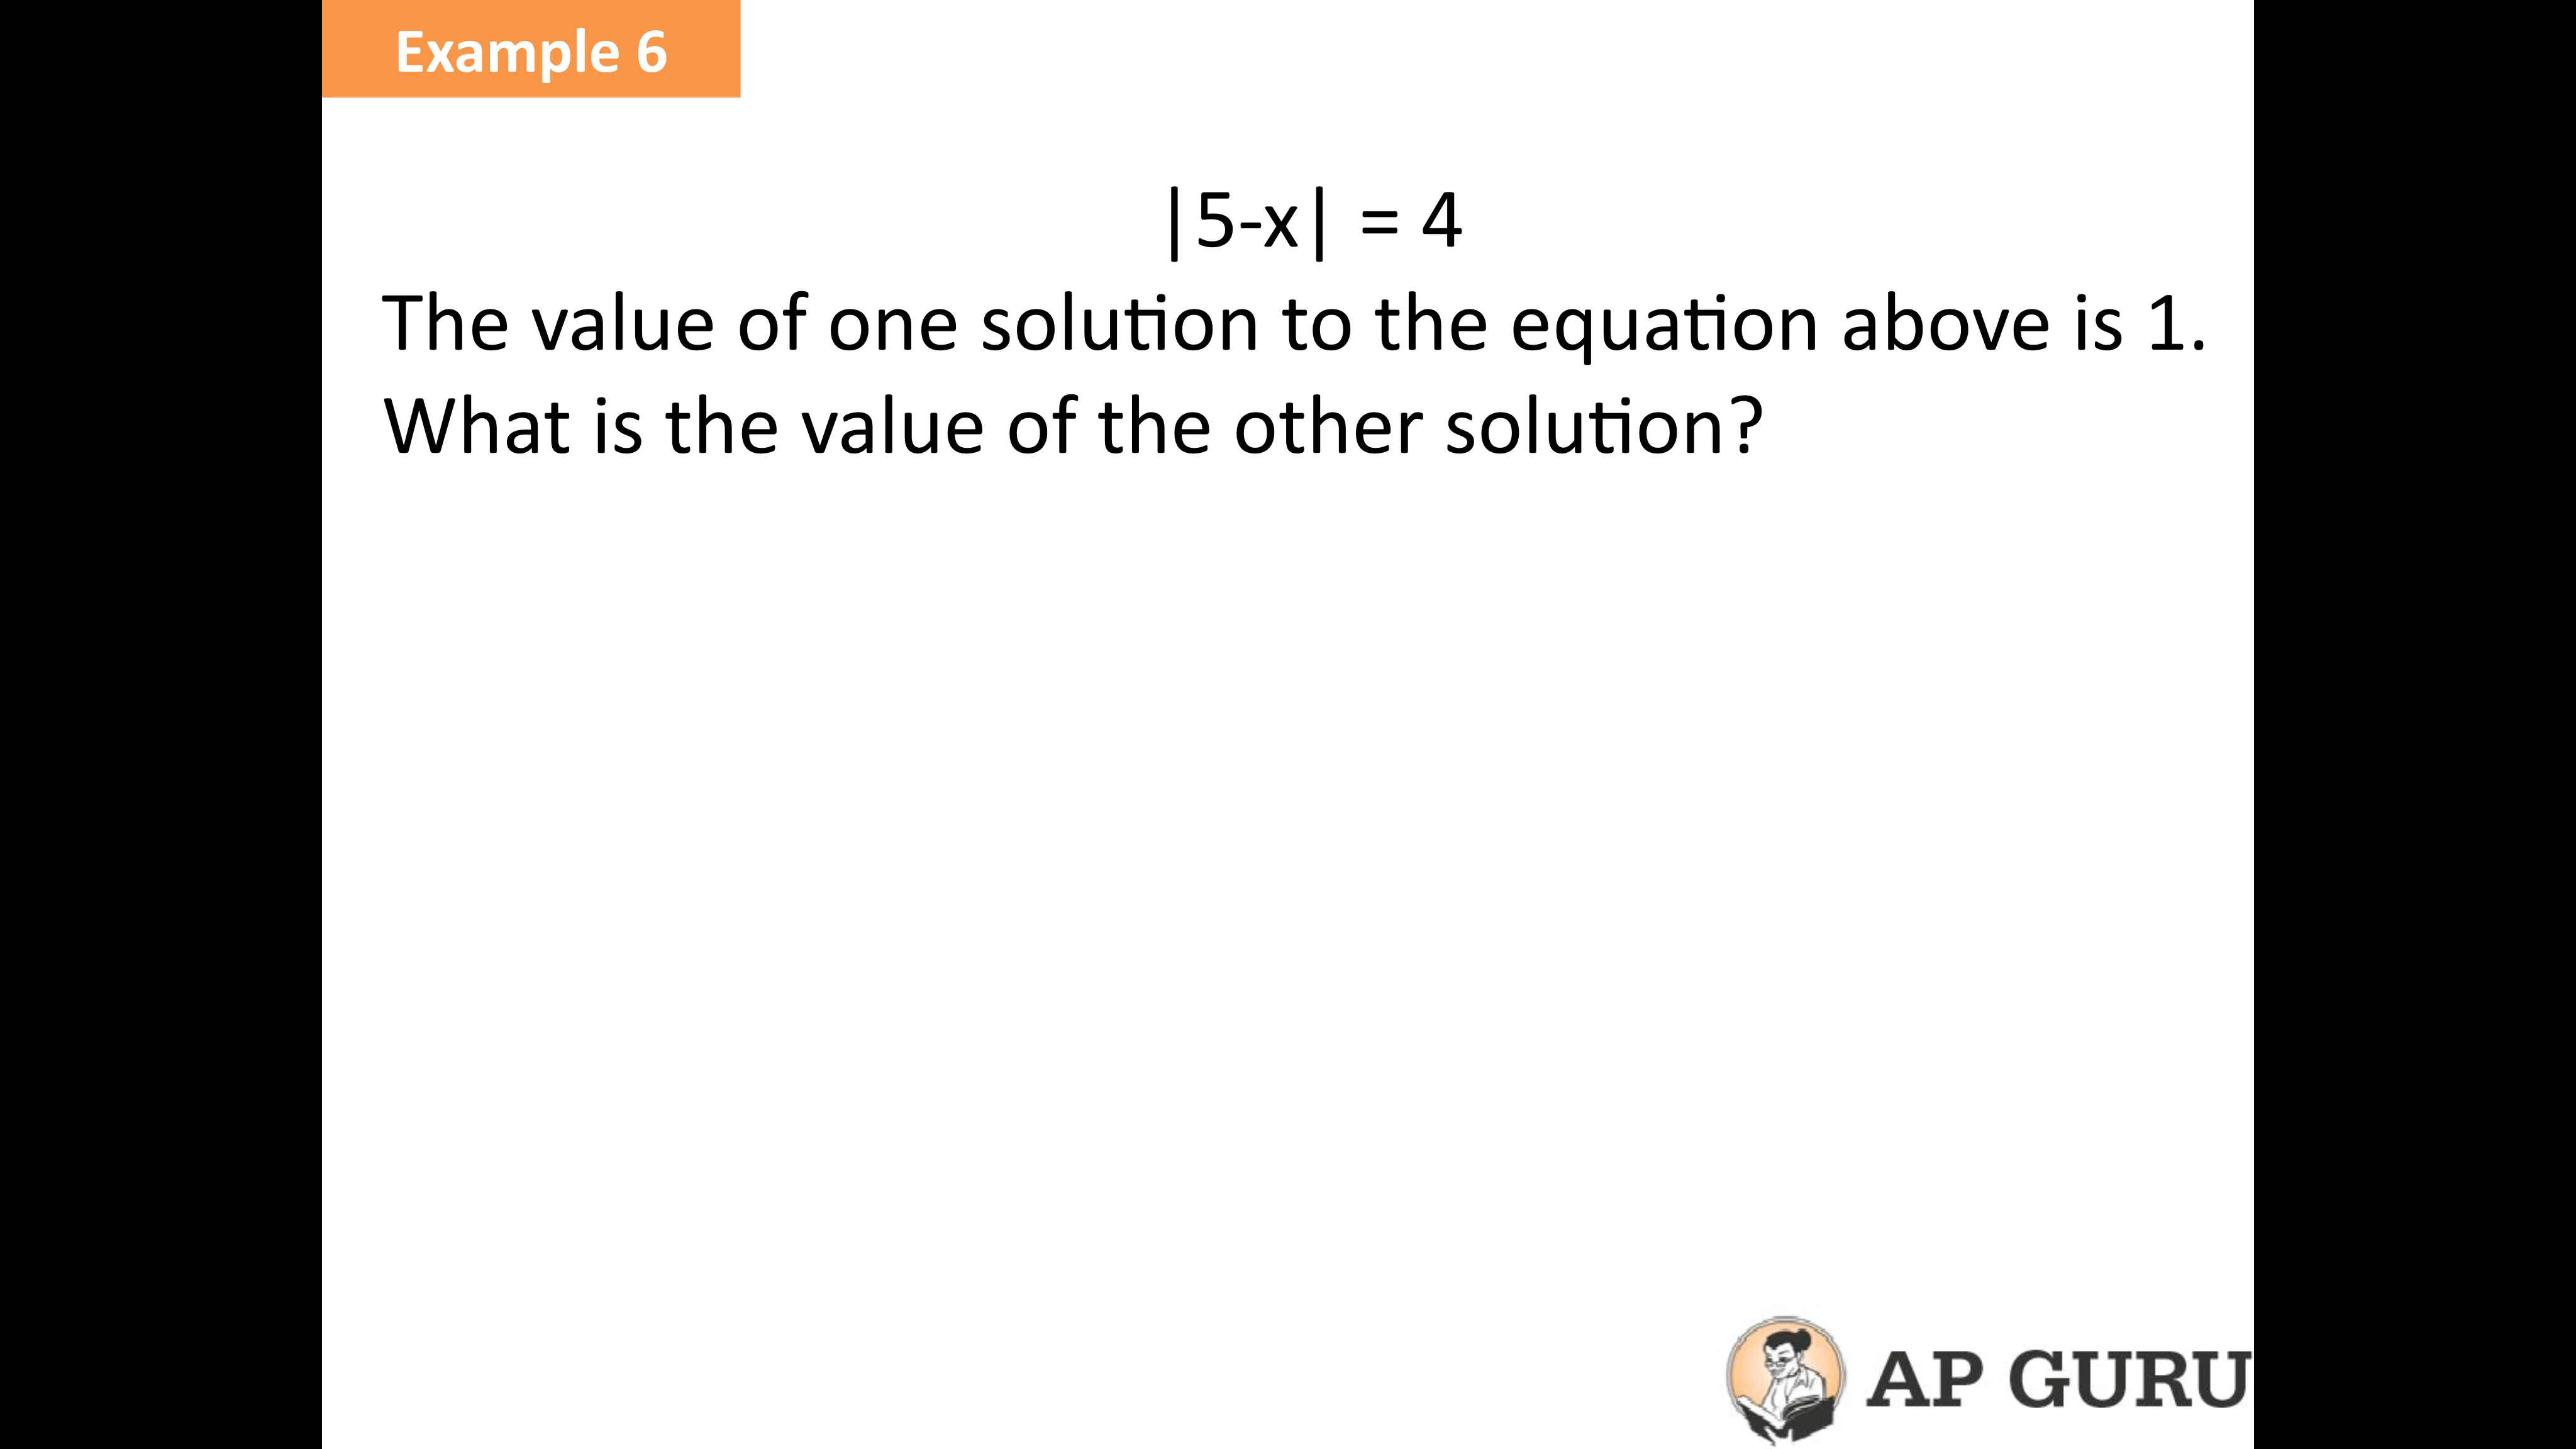 Example 6
|5-x| = 4
The value of one solution to the equation above is 1.
What is the value of the other solution?
AP GURU